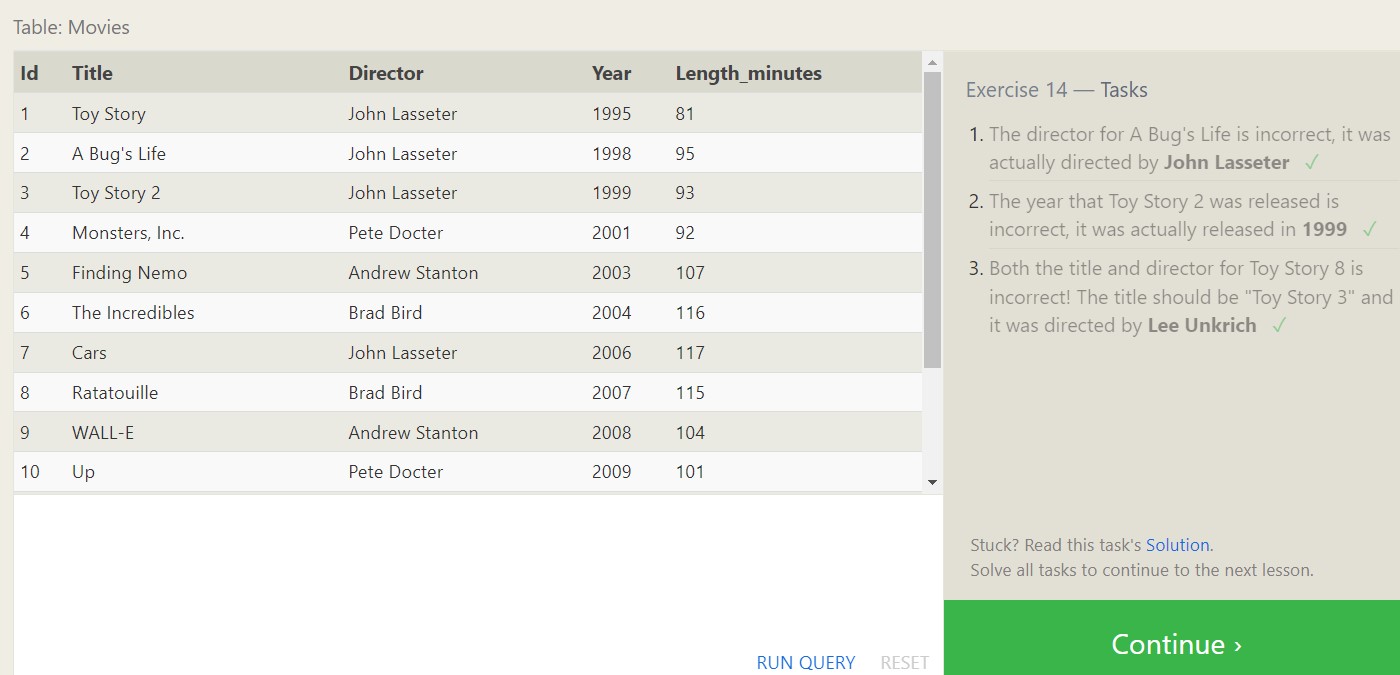 Table: Movies
Id Title Director Year Length_minutes
1 Toy Story John Lasseter 1995 81
2 A Bug's Life John Lasseter 1998 95
3 Toy Story 2 John Lasseter 1999 93
4 Monsters, Inc. Pete Docter 2001 92
5 Finding Nemo Andrew Stanton 2003 107
6 The Incredibles Brad Bird 2004 116
7 Cars John Lasseter 2006 117
8 Ratatouille Brad Bird 2007 115
9 WALL-E Andrew Stanton 2008 104
10 Up Pete Docter 2009 101
RUN QUERY RESET
Exercise 14 — Tasks
1. The director for A Bug's Life is incorrect, it was
actually directed by John Lasseter ✓
2. The year that Toy Story 2 was released is
incorrect, it was actually released in 1999 ✓
3. Both the title and director for Toy Story 8 is
incorrect! The title should be "Toy Story 3" and
it was directed by Lee Unkrich ✓
Stuck? Read this task's Solution.
Solve all tasks to continue to the next lesson.
Continue ›